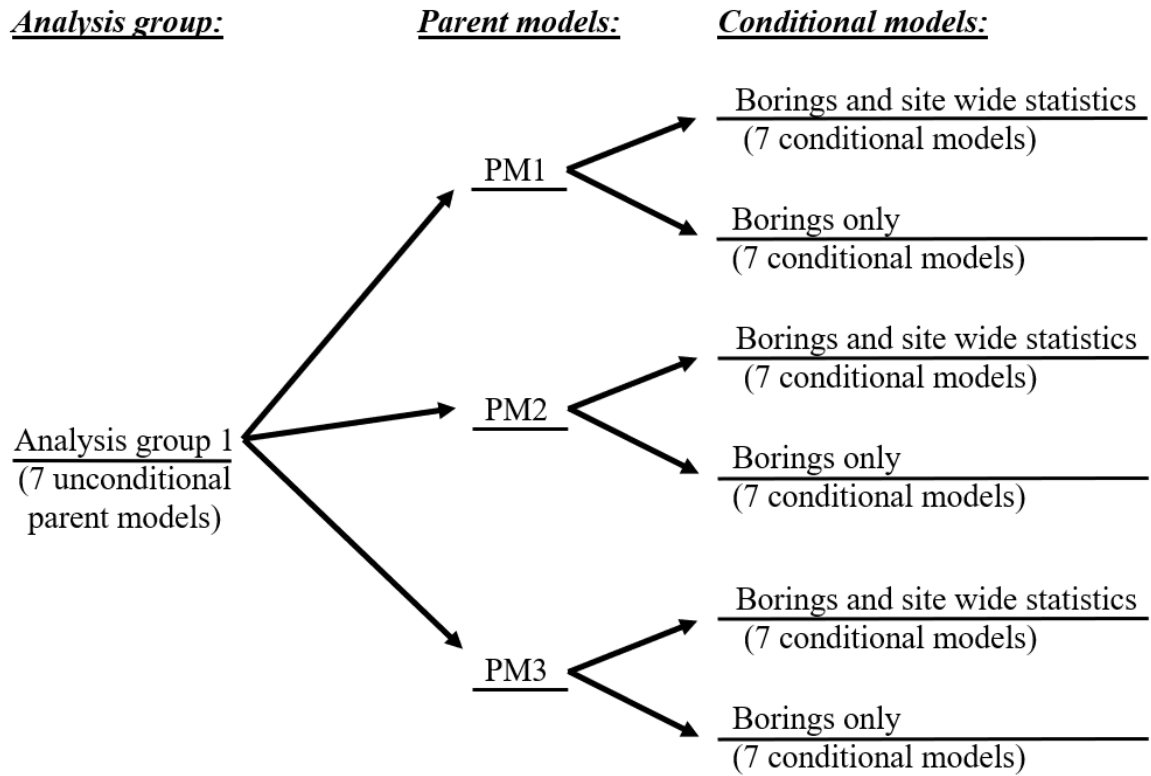 Analysis group:
Parent models:
Conditional models:
Borings and site wide statistics
(7 conditional models)
PM1
Borings only
(7 conditional models)
Borings and site wide statistics
(7 conditional models)
PM2
Analysis group 1
(7 unconditional
parent models)
Borings only
(7 conditional models)
Borings and site wide statistics
(7 conditional models)
PM3
Borings only
(7 conditional models)